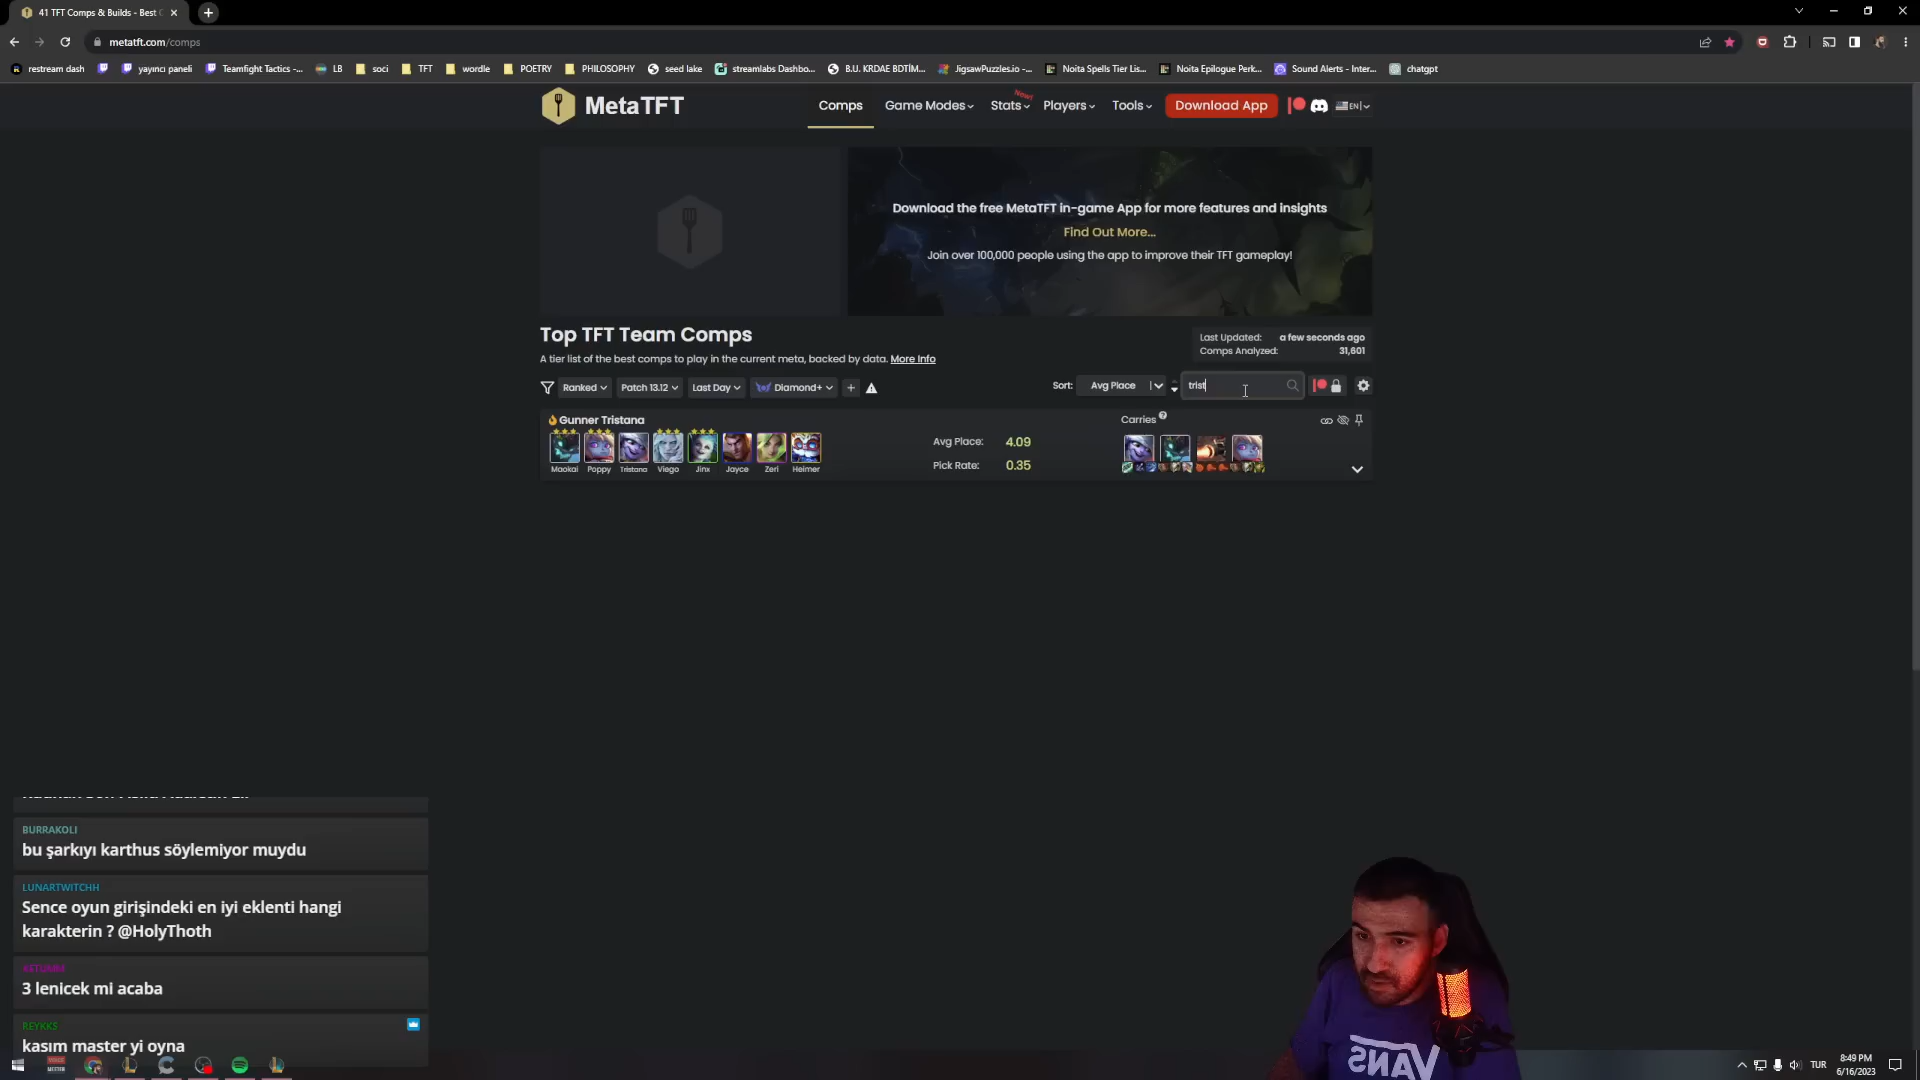 41 TFT Comps & Builds - Best C
metatft.com/comps
restream dash
yayıncı paneli
Teamfight Tactics -...
LB
soci
TFT
wordle
POETRY
PHILOSOPHY
seed lake
streamlabs Dashbo...
B.U. KRDAE BDTİM...
JigsawPuzzles.io -...
Noita Spells Tier Lis...
Noita Epilogue Perk...
Sound Alerts - Inter...
chatgpt
MetaTFT
Comps
Game Modes
Stats
New!
Players
Tools
Download App
EN
Download the free MetaTFT in-game App for more features and insights
Find Out More...
Join over 100,000 people using the app to improve their TFT gameplay!
Top TFT Team Comps
Last Updated: a few seconds ago
Comps Analyzed: 31,601
A tier list of the best comps to play in the current meta, backed by data. More Info
Ranked
Patch 13.12
Last Day
Diamond+
Sort:
Avg Place
trist
Gunner Tristana
Carries
Maokai
Poppy
Tristana
Viego
Jinx
Jayce
Zeri
Heimer
Avg Place: 4.09
Pick Rate: 0.35
BURRAKOLI
bu şarkıyı karthus söylemiyor muydu
LUNARTWITCHH
Sence oyun girişindeki en iyi eklenti hangi
karakterin ? @HolyThoth
3 lenicek mi acaba
REYKKS
kasım master yi oyna
VANS
TUR
8:49 PM
6/16/2023